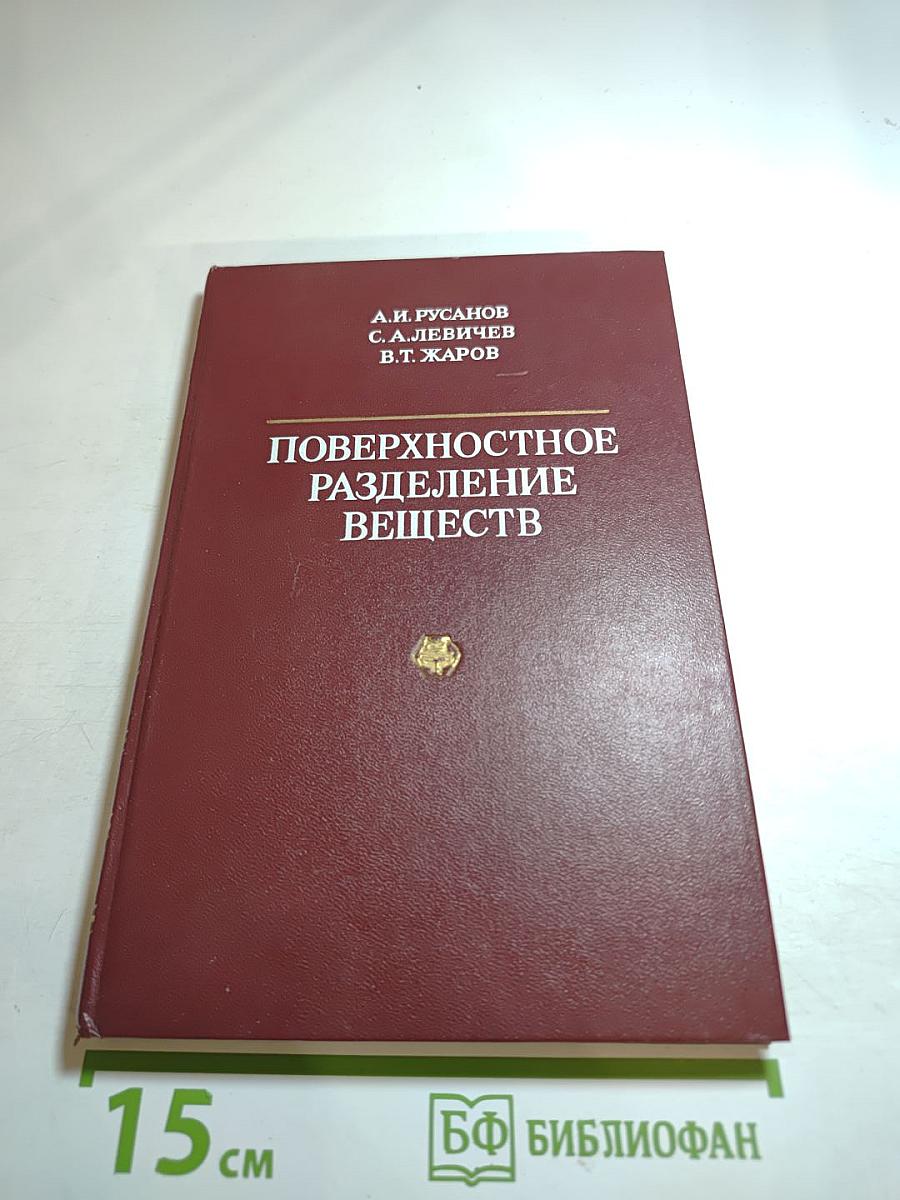 А.И. РУСАНОВ
С.А.ЛЕВИЧЕВ
В.Т. ЖАРОВ
ПОВЕРХНОСТНОЕ
РАЗДЕЛЕНИЕ
ВЕЩЕСТВ
15 см
БФ БИБЛИОФАН